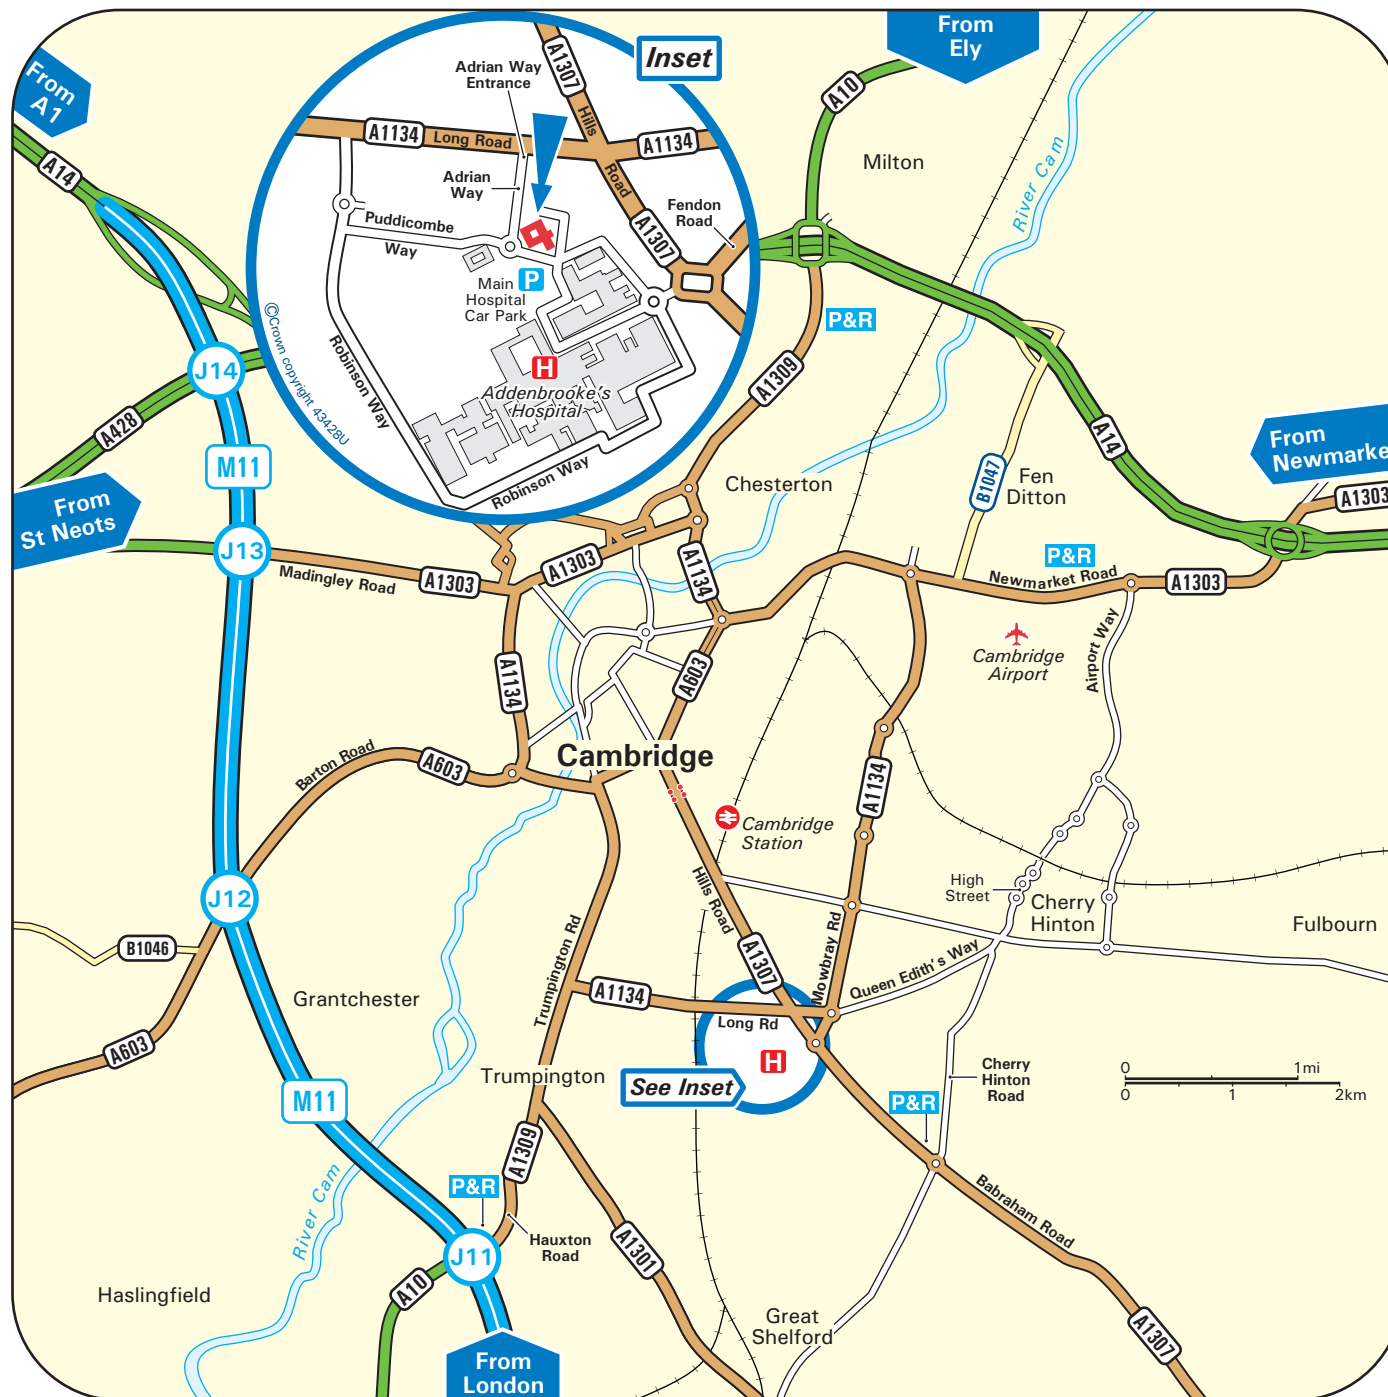 From
Ely
Inset
From
A1
A14
A1307
Adrian Way
Entrance
Hills
Road
A1134
Long Road
A1134
Adrian
Way
Fendon
Road
Puddicombe
Way
A1307
P
Main
Hospital
Car Park
©Crown copyright 43428U
Robinson Way
H
Addenbrooke's
Hospital
Robinson Way
A10
Milton
River Cam
P&R
A1309
J14
A428
M11
From
St Neots
J13
Madingley Road
A1303
A1303
A1134
Chesterton
B1047
Fen
Ditton
A14
From
Newmarke
A1303
P&R
Newmarket Road
A1303
Airport Way
Cambridge
Airport
A1134
A603
Barton Road
A603
Cambridge
A1134
Cambridge
Station
J12
B1046
High
Street
Cherry
Hinton
Fulbourn
Hills Road
A1307
Mowbray Rd
Queen Edith's Way
Trumpington Rd
A1134
Long Rd
Grantchester
A603
H
See Inset
Trumpington
Cherry
Hinton
Road
0
1mi
0
1
2km
M11
P&R
A1309
P&R
River Cam
Hauxton
Road
J11
A10
A1301
Babraham Road
Haslingfield
Great
Shelford
A1307
From
London